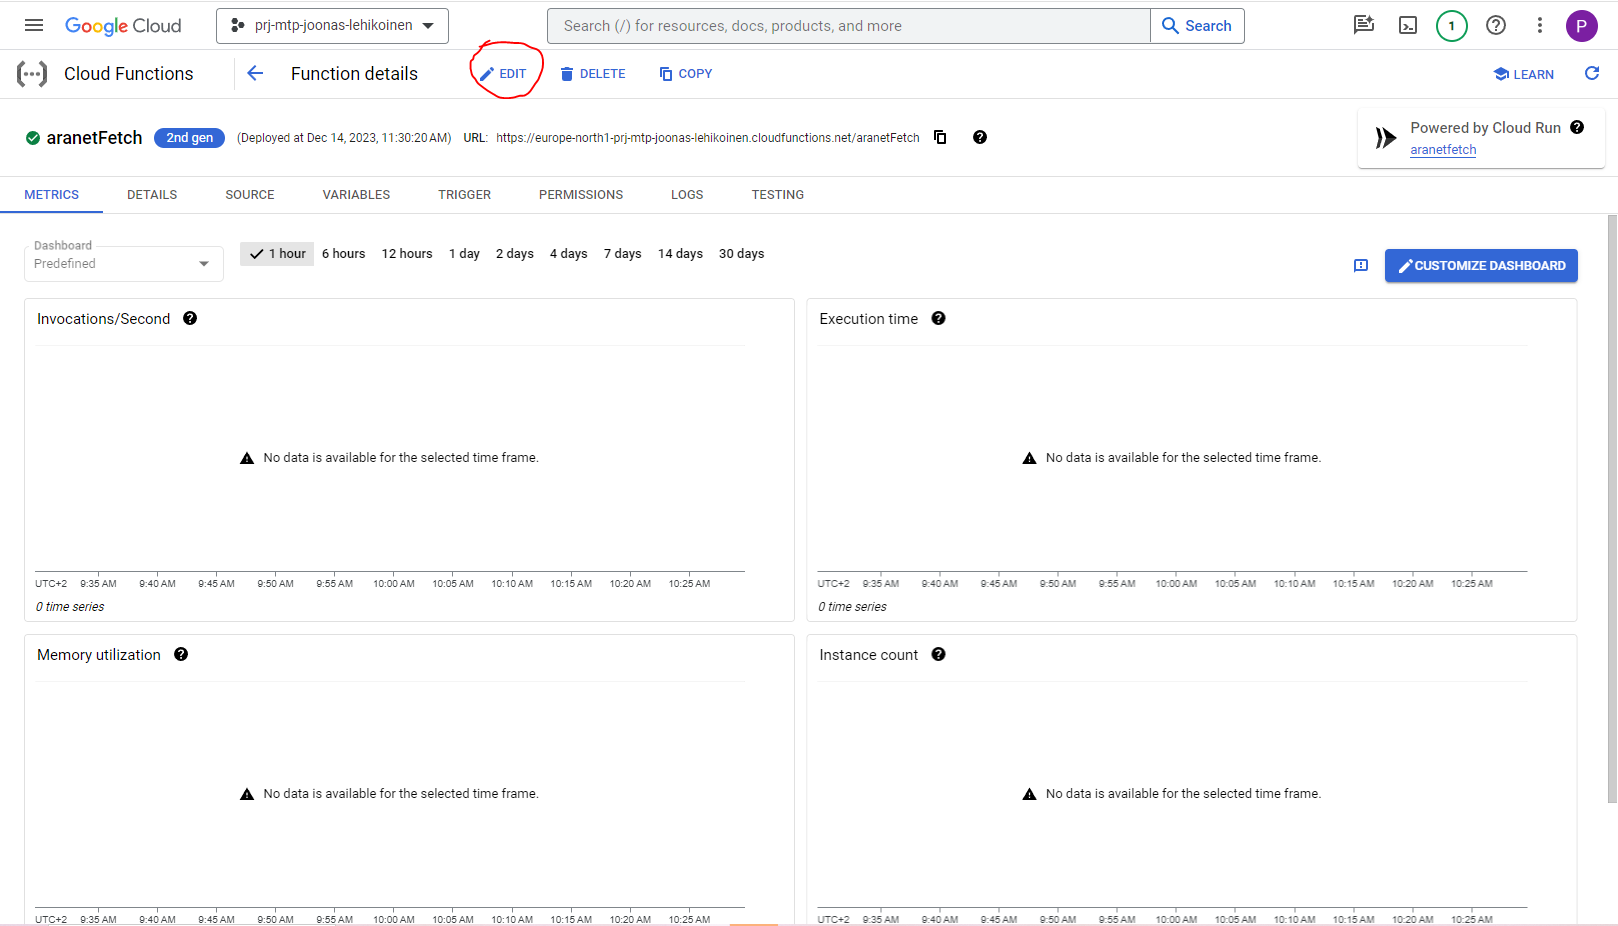 Google Cloud prj-mtp-joonas-lehikoinen Search (/) for resources, docs, products, and more Search 1 P
Cloud Functions Function details EDIT DELETE COPY LEARN
aranetFetch 2nd gen (Deployed at Dec 14, 2023, 11:30:20 AM) URL: https://europe-north1-prj-mtp-joonas-lehikoinen.cloudfunctions.net/aranetFetch
Powered by Cloud Run
aranetfetch
METRICS DETAILS SOURCE VARIABLES TRIGGER PERMISSIONS LOGS TESTING
Dashboard
Predefined
1 hour 6 hours 12 hours 1 day 2 days 4 days 7 days 14 days 30 days
CUSTOMIZE DASHBOARD
Invocations/Second
No data is available for the selected time frame.
UTC+2 9:35 AM 9:40 AM 9:45 AM 9:50 AM 9:55 AM 10:00 AM 10:05 AM 10:10 AM 10:15 AM 10:20 AM 10:25 AM
0 time series
Execution time
No data is available for the selected time frame.
UTC+2 9:35 AM 9:40 AM 9:45 AM 9:50 AM 9:55 AM 10:00 AM 10:05 AM 10:10 AM 10:15 AM 10:20 AM 10:25 AM
0 time series
Memory utilization
No data is available for the selected time frame.
UTC+2 9:35 AM 9:40 AM 9:45 AM 9:50 AM 9:55 AM 10:00 AM 10:05 AM 10:10 AM 10:15 AM 10:20 AM 10:25 AM
Instance count
No data is available for the selected time frame.
UTC+2 9:35 AM 9:40 AM 9:45 AM 9:50 AM 9:55 AM 10:00 AM 10:05 AM 10:10 AM 10:15 AM 10:20 AM 10:25 AM